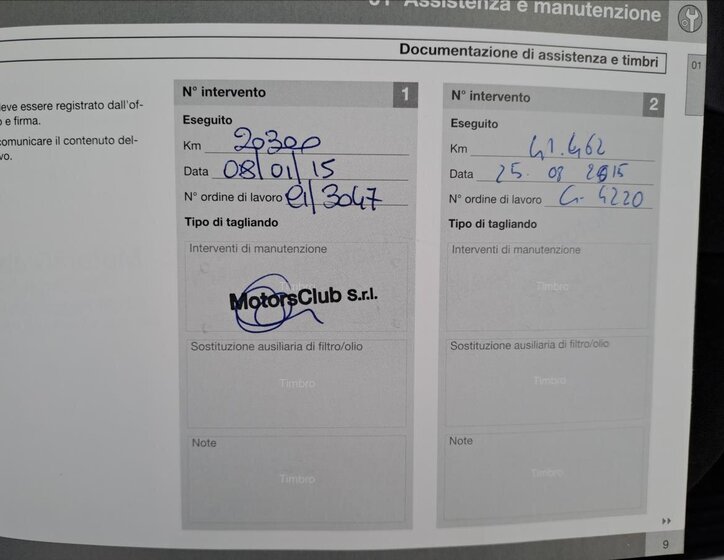 01 Assistenza e manutenzione
Documentazione di assistenza e timbri
01
eve essere registrato dall'of-
o e firma.
comunicare il contenuto del-
vo.
N° intervento 1
Eseguito
Km 20300
Data 08/01/15
N° ordine di lavoro 3047
Tipo di tagliando
Interventi di manutenzione
Timbro
MotorsClub S.r.l.
Sostituzione ausiliaria di filtro/olio
Timbro
Note
Timbro
N° intervento 2
Eseguito
Km 41.462
Data 25. 08 2015
N° ordine di lavoro G. 4220
Tipo di tagliando
Interventi di manutenzione
Timbro
Sostituzione ausiliaria di filtro/olio
Timbro
Note
Timbro
9